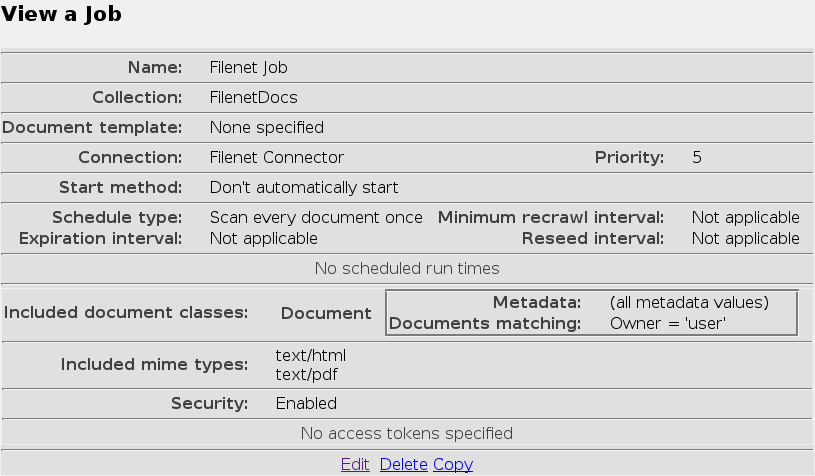 View a Job
Name: Filenet Job
Collection: FilenetDocs
Document template: None specified
Connection: Filenet Connector Priority: 5
Start method: Don't automatically start
Schedule type: Scan every document once Minimum recrawl interval: Not applicable
Expiration interval: Not applicable Reseed interval: Not applicable
No scheduled run times
Included document classes: Document Metadata: (all metadata values)
Documents matching: Owner = 'user'
Included mime types: text/html
text/pdf
Security: Enabled
No access tokens specified
Edit Delete Copy